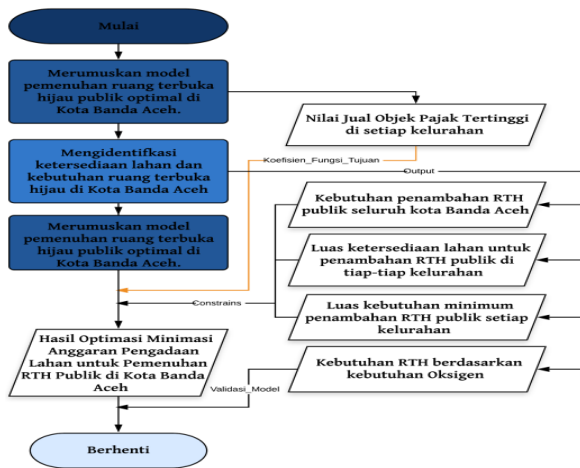 Mulai
Merumuskan model
pemenuhan ruang terbuka
hijau publik optimal di
Kota Banda Aceh.
Nilai Jual Objek Pajak Tertinggi
di setiap kelurahan
Mengidentifkasi
ketersediaan lahan dan
kebutuhan ruang terbuka
hijau di Kota Banda Aceh
Koefisien_Fungsi_Tujuan
Output
Kebutuhan penambahan RTH
publik seluruh kota Banda Aceh
Merumuskan model
pemenuhan ruang terbuka
hijau publik optimal di
Kota Banda Aceh.
Luas ketersediaan lahan untuk
penambahan RTH publik di
tiap-tiap kelurahan
Constrains
Luas kebutuhan minimum
penambahan RTH publik setiap
kelurahan
Hasil Optimasi Minimasi
Anggaran Pengadaan
Lahan untuk Pemenuhan
RTH Publik di Kota Banda
Aceh
Kebutuhan RTH berdasarkan
kebutuhan Oksigen
Validasi_Model
Berhenti